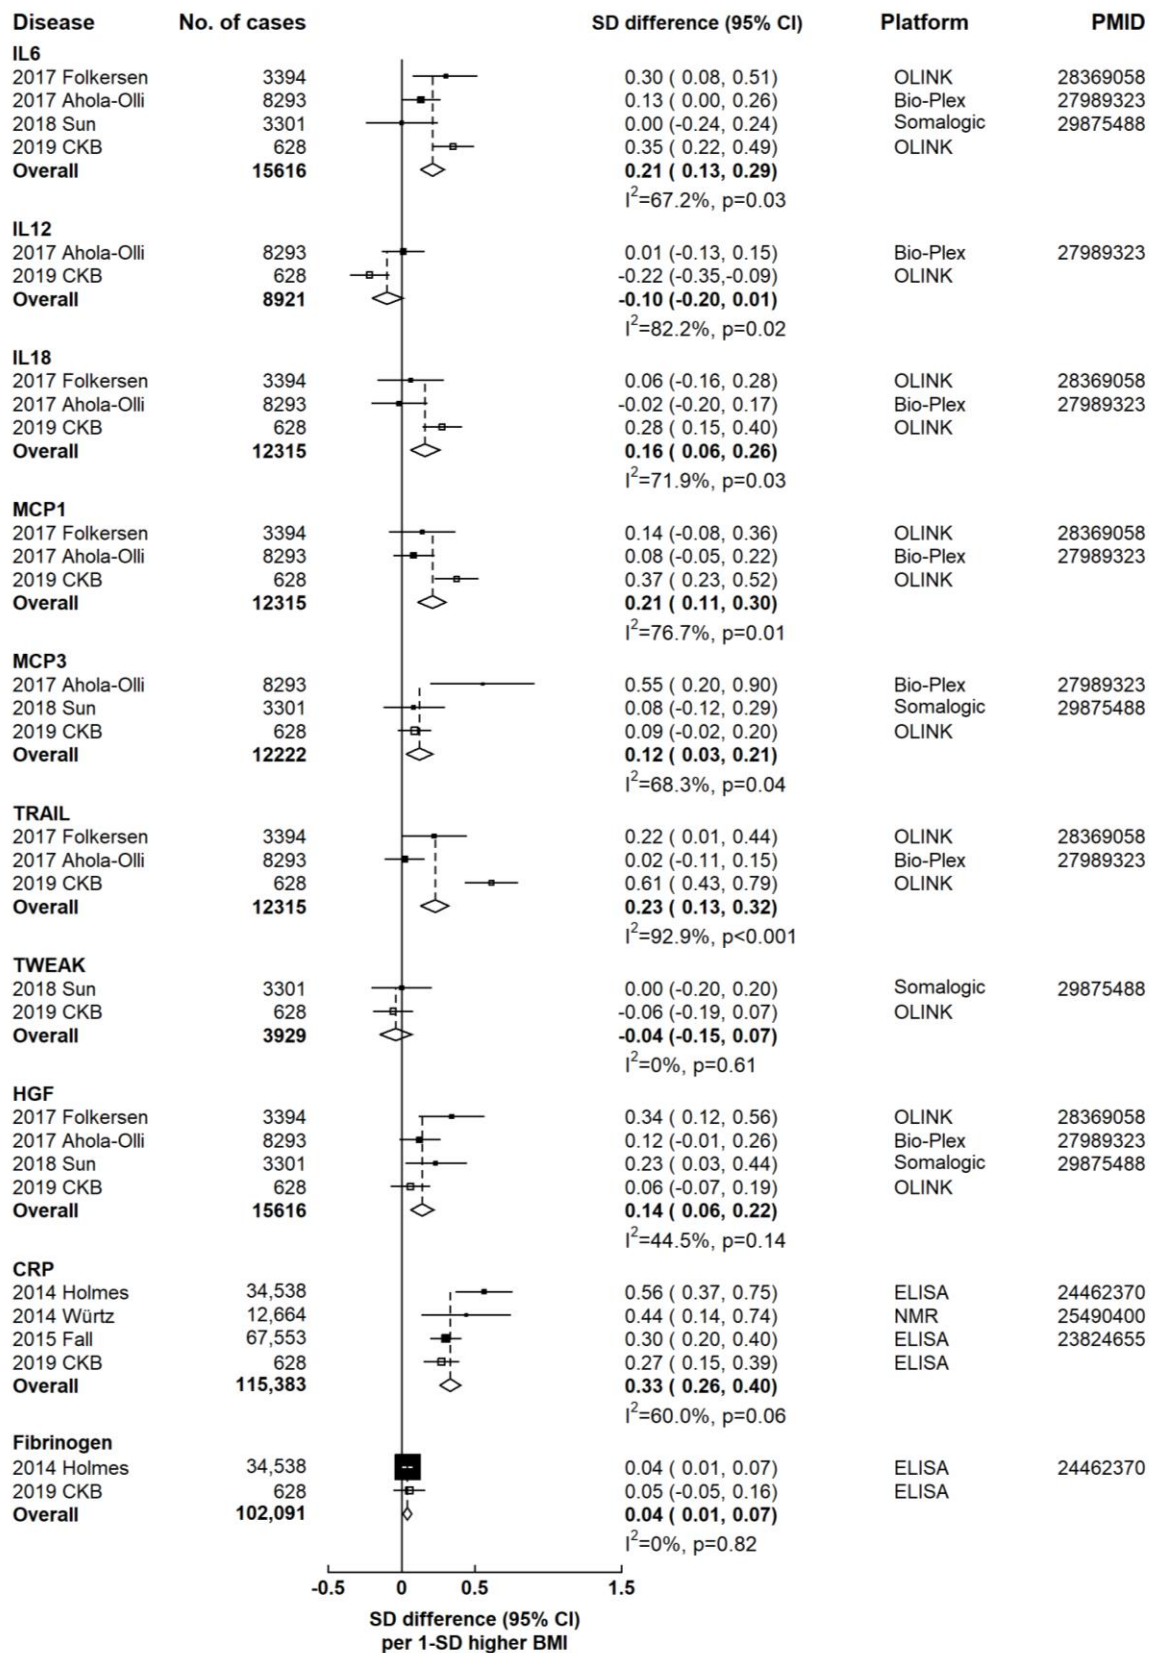 Disease No. of cases SD difference (95% CI) Platform PMID
IL6
2017 Folkersen 3394 0.30 ( 0.08, 0.51) OLINK 28369058
2017 Ahola-Olli 8293 0.13 ( 0.00, 0.26) Bio-Plex 27989323
2018 Sun 3301 0.00 (-0.24, 0.24) Somalogic 29875488
2019 CKB 628 0.35 ( 0.22, 0.49) OLINK
Overall 15616 0.21 ( 0.13, 0.29)
I²=67.2%, p=0.03
IL12
2017 Ahola-Olli 8293 0.01 (-0.13, 0.15) Bio-Plex 27989323
2019 CKB 628 -0.22 (-0.35,-0.09) OLINK
Overall 8921 -0.10 (-0.20, 0.01)
I²=82.2%, p=0.02
IL18
2017 Folkersen 3394 0.06 (-0.16, 0.28) OLINK 28369058
2017 Ahola-Olli 8293 -0.02 (-0.20, 0.17) Bio-Plex 27989323
2019 CKB 628 0.28 ( 0.15, 0.40) OLINK
Overall 12315 0.16 ( 0.06, 0.26)
I²=71.9%, p=0.03
MCP1
2017 Folkersen 3394 0.14 (-0.08, 0.36) OLINK 28369058
2017 Ahola-Olli 8293 0.08 (-0.05, 0.22) Bio-Plex 27989323
2019 CKB 628 0.37 ( 0.23, 0.52) OLINK
Overall 12315 0.21 ( 0.11, 0.30)
I²=76.7%, p=0.01
MCP3
2017 Ahola-Olli 8293 0.55 ( 0.20, 0.90) Bio-Plex 27989323
2018 Sun 3301 0.08 (-0.12, 0.29) Somalogic 29875488
2019 CKB 628 0.09 (-0.02, 0.20) OLINK
Overall 12222 0.12 ( 0.03, 0.21)
I²=68.3%, p=0.04
TRAIL
2017 Folkersen 3394 0.22 ( 0.01, 0.44) OLINK 28369058
2017 Ahola-Olli 8293 0.02 (-0.11, 0.15) Bio-Plex 27989323
2019 CKB 628 0.61 ( 0.43, 0.79) OLINK
Overall 12315 0.23 ( 0.13, 0.32)
I²=92.9%, p<0.001
TWEAK
2018 Sun 3301 0.00 (-0.20, 0.20) Somalogic 29875488
2019 CKB 628 -0.06 (-0.19, 0.07) OLINK
Overall 3929 -0.04 (-0.15, 0.07)
I²=0%, p=0.61
HGF
2017 Folkersen 3394 0.34 ( 0.12, 0.56) OLINK 28369058
2017 Ahola-Olli 8293 0.12 (-0.01, 0.26) Bio-Plex 27989323
2018 Sun 3301 0.23 ( 0.03, 0.44) Somalogic 29875488
2019 CKB 628 0.06 (-0.07, 0.19) OLINK
Overall 15616 0.14 ( 0.06, 0.22)
I²=44.5%, p=0.14
CRP
2014 Holmes 34,538 0.56 ( 0.37, 0.75) ELISA 24462370
2014 Würtz 12,664 0.44 ( 0.14, 0.74) NMR 25490400
2015 Fall 67,553 0.30 ( 0.20, 0.40) ELISA 23824655
2019 CKB 628 0.27 ( 0.15, 0.39) ELISA
Overall 115,383 0.33 ( 0.26, 0.40)
I²=60.0%, p=0.06
Fibrinogen
2014 Holmes 34,538 0.04 ( 0.01, 0.07) ELISA 24462370
2019 CKB 628 0.05 (-0.05, 0.16) ELISA
Overall 102,091 0.04 ( 0.01, 0.07)
I²=0%, p=0.82
-0.5 0 0.5 1.5
SD difference (95% CI)
per 1-SD higher BMI